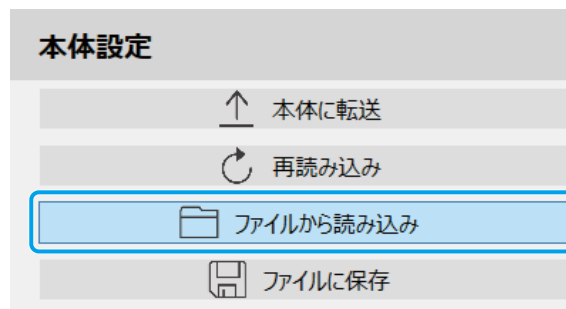 本体設定
本体に転送
再読み込み
ファイルから読み込み
ファイルに保存